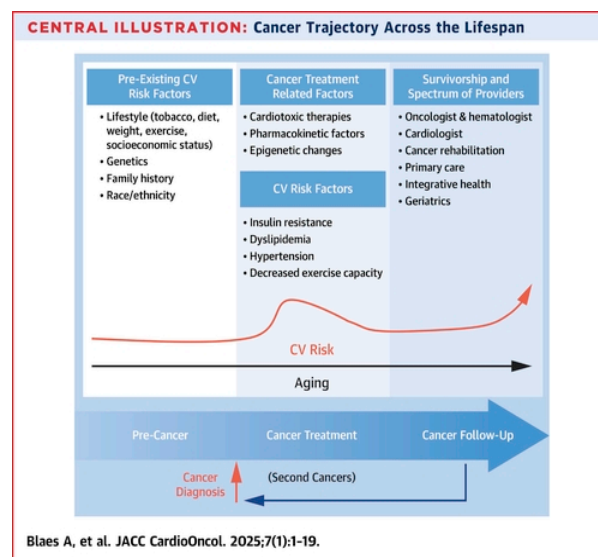 CENTRAL ILLUSTRATION: Cancer Trajectory Across the Lifespan
Pre-Existing CV
Risk Factors
• Lifestyle (tobacco, diet,
weight, exercise,
socioeconomic status)
• Genetics
• Family history
• Race/ethnicity
Cancer Treatment
Related Factors
• Cardiotoxic therapies
• Pharmacokinetic factors
• Epigenetic changes
CV Risk Factors
• Insulin resistance
• Dyslipidemia
• Hypertension
• Decreased exercise capacity
Survivorship and
Spectrum of Providers
• Oncologist & hematologist
• Cardiologist
• Cancer rehabilitation
• Primary care
• Integrative health
• Geriatrics
CV Risk
Aging
Pre-Cancer
Cancer Treatment
Cancer Follow-Up
Cancer
Diagnosis
(Second Cancers)
Blaes A, et al. JACC CardioOncol. 2025;7(1):1-19.